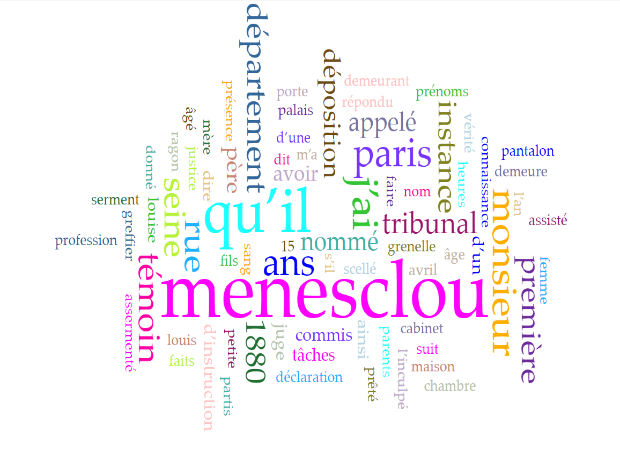 département
déposition
demeurant
porte
prénoms
répondu
palais
présence
âgé
mère
appelé
instance
vérité
d'une
justice
ragon
père
dit
m'a
paris
connaissance
pantalon
donné
louise
dire
avoir
j'ai
faire
heures
demeure
serment
seine
qu'il
nom
monsieur
l'an
greffier
rue
tribunal
assisté
profession
nommé
15
grenelle
d'un
témoin
fils
sang
ans
s'il
scellé
avril
âge
première
femme
menesclou
assermenté
louis
faits
d'instruction
petite
1880
juge
commis
ainsi
cabinet
tâches
parents
l'inculpé
suit
maison
partis
déclaration
prêté
chambre